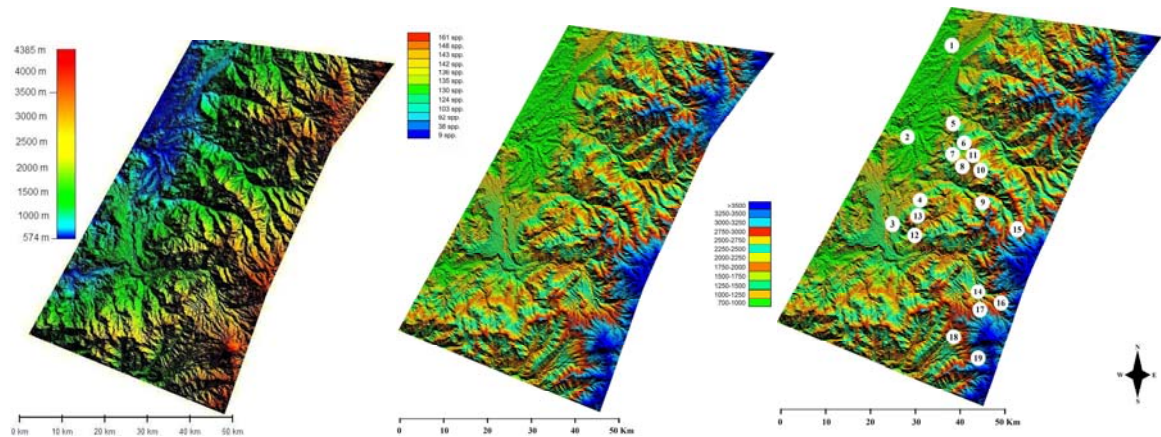 4385 m
4000 m
3500 m
3000 m
2500 m
2000 m
1000 m
574 m
0 km 10 km 20 km 30 km 40 km 50 km
161 spp.
148 spp.
143 spp.
142 spp.
136 spp.
135 spp.
130 spp.
124 spp.
103 spp.
92 spp.
38 spp.
9 spp.
0 10 20 30 40 50 Km
1
2
5
6
7
11
8
10
4
9
13
3
12
15
14
16
17
18
19
>3500
3250-3500
3000-3250
2750-3000
2500-2750
2250-2500
2000-2250
1750-2000
1500-1750
1250-1500
1000-1250
700-1000
0 10 20 30 40 50 Km
N
W E
S